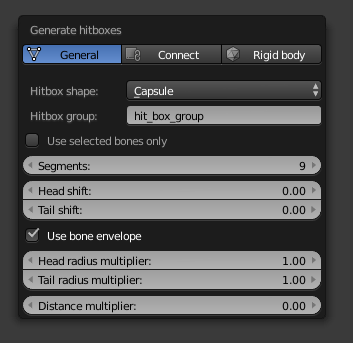 Generate hitboxes
General Connect Rigid body
Hitbox shape: Capsule
Hitbox group: hit_box_group
Use selected bones only
Segments: 9
Head shift: 0.00
Tail shift: 0.00
Use bone envelope
Head radius multiplier: 1.00
Tail radius multiplier: 1.00
Distance multiplier: 0.00